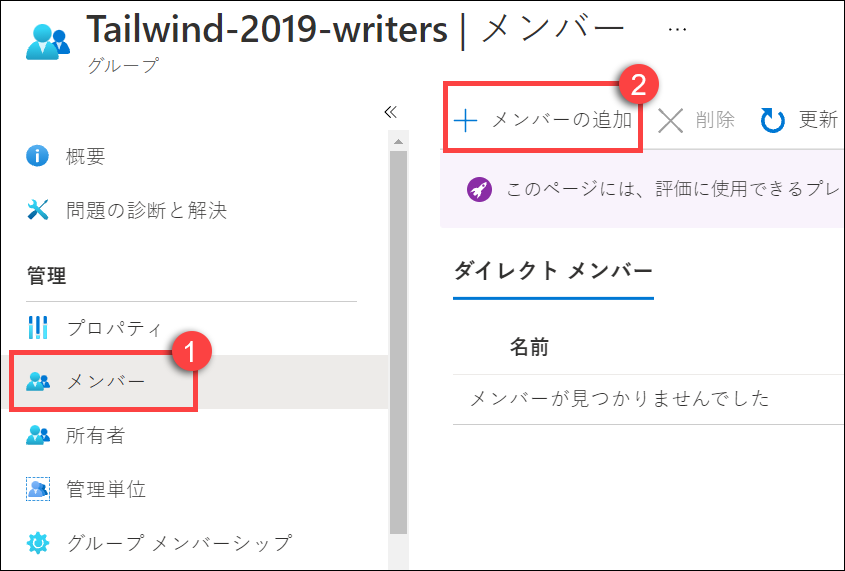 Tailwind-2019-writers | メンバー ...
グループ
«
概要
問題の診断と解決
管理
プロパティ
1
メンバー
所有者
管理単位
グループ メンバーシップ
2
メンバーの追加 削除 更新
このページには、評価に使用できるプレ
ダイレクト メンバー
名前
メンバーが見つかりませんでした